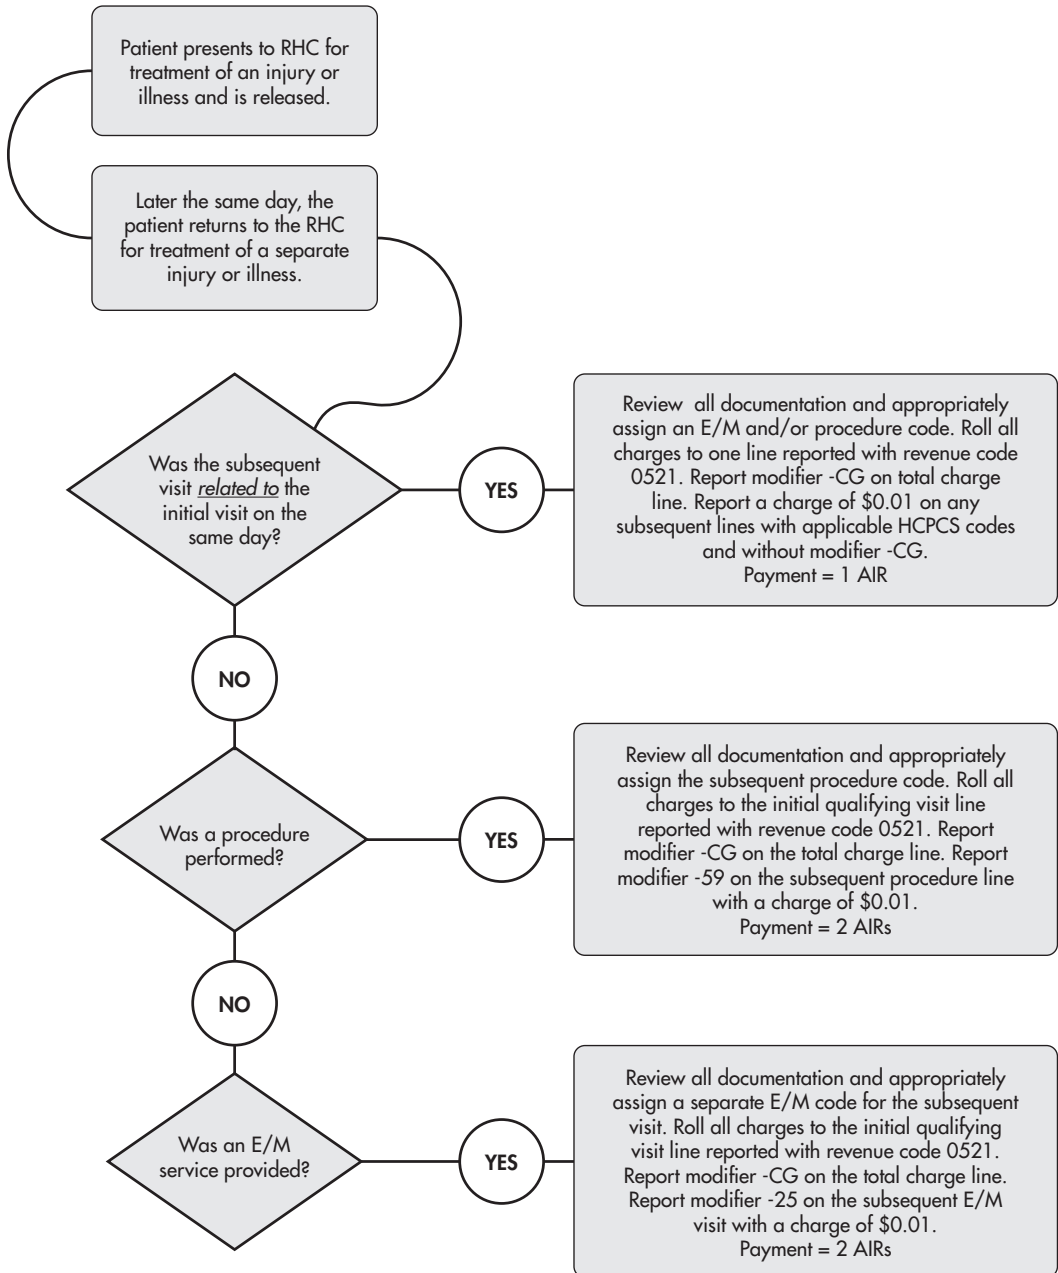 Patient presents to RHC for
treatment of an injury or
illness and is released.
Later the same day, the
patient returns to the RHC
for treatment of a separate
injury or illness.
Was the subsequent
visit related to the
initial visit on the
same day?
YES
Review all documentation and appropriately
assign an E/M and/or procedure code. Roll all
charges to one line reported with revenue code
0521. Report modifier -CG on total charge
line. Report a charge of $0.01 on any
subsequent lines with applicable HCPCS codes
and without modifier -CG.
Payment = 1 AIR
NO
Was a procedure
performed?
YES
Review all documentation and appropriately
assign the subsequent procedure code. Roll all
charges to the initial qualifying visit line
reported with revenue code 0521. Report
modifier -CG on the total charge line. Report
modifier -59 on the subsequent procedure line
with a charge of $0.01.
Payment = 2 AIRs
NO
Was an E/M
service provided?
YES
Review all documentation and appropriately
assign a separate E/M code for the subsequent
visit. Roll all charges to the initial qualifying
visit line reported with revenue code 0521.
Report modifier -CG on the total charge line.
Report modifier -25 on the subsequent E/M
visit with a charge of $0.01.
Payment = 2 AIRs